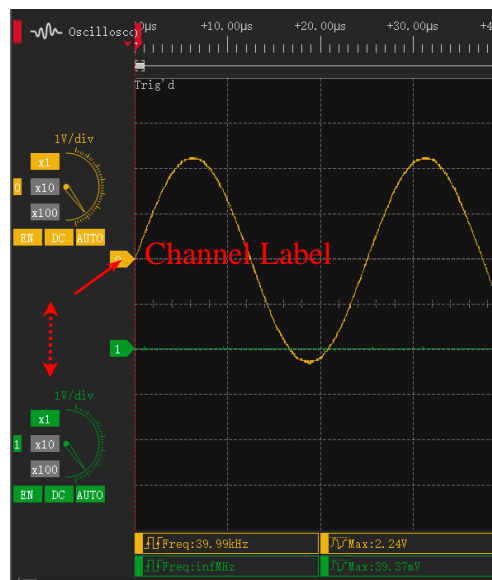 Oscillosco
0μs +10.00μs +20.00μs +30.00μs +4
Trig'd
1V/div
x1
0 x10
x100
EN DC AUTO
0 Channel Label
1
1V/div
x1
1 x10
x100
EN DC AUTO
Freq:39.99kHz Max:2.24V
Freq:infMHz Max:39.37mV